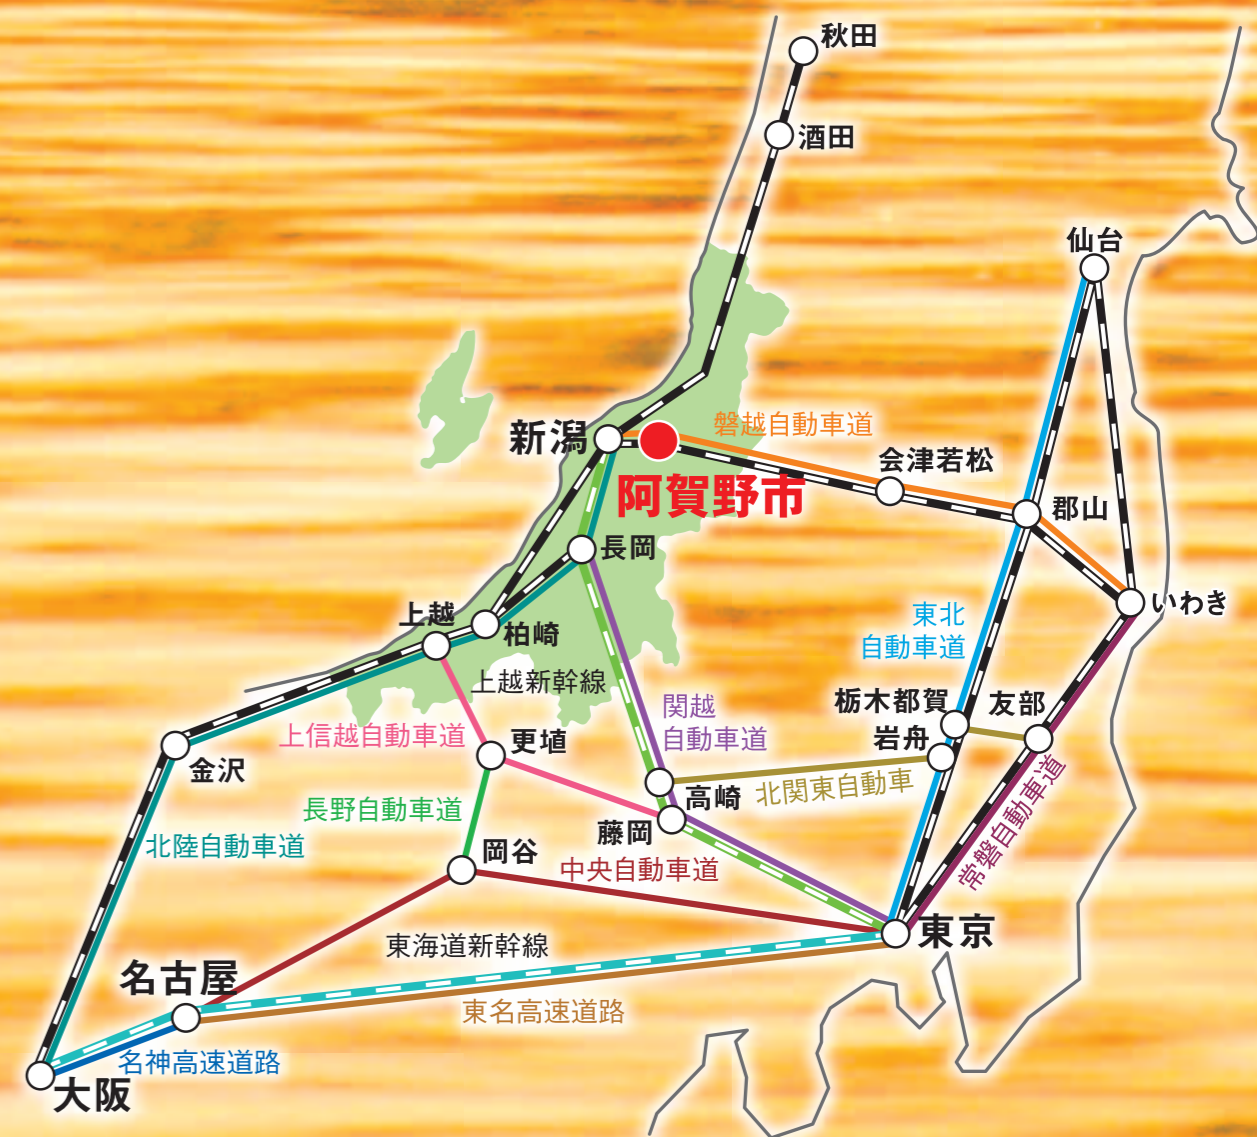 秋田
酒田
仙台
磐越自動車道
新潟
会津若松
阿賀野市
郡山
長岡
いわき
上越
東北
自動車道
柏崎
上越新幹線
栃木都賀
友部
関越
自動車道
上信越自動車道
更埴
岩舟
金沢
北関東自動車
高崎
長野自動車道
藤岡
常磐自動車道
北陸自動車道
岡谷
中央自動車道
東京
東海道新幹線
名古屋
東名高速道路
名神高速道路
大阪